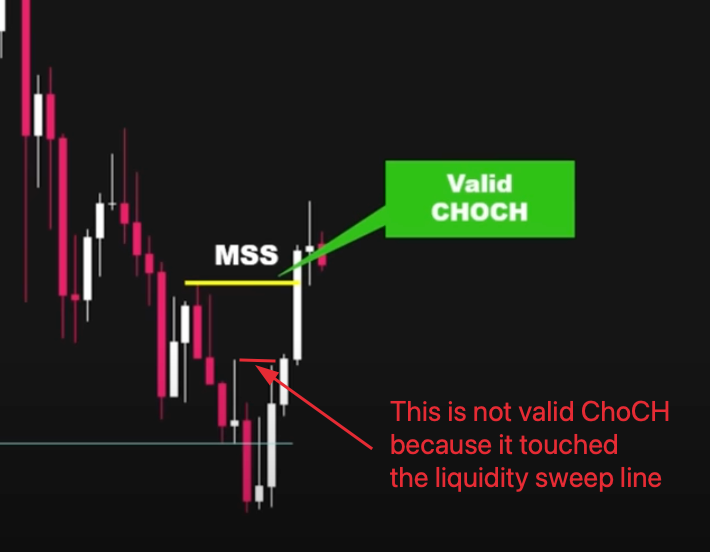 Valid
CHOCH
MSS
This is not valid ChoCH
because it touched
the liquidity sweep line